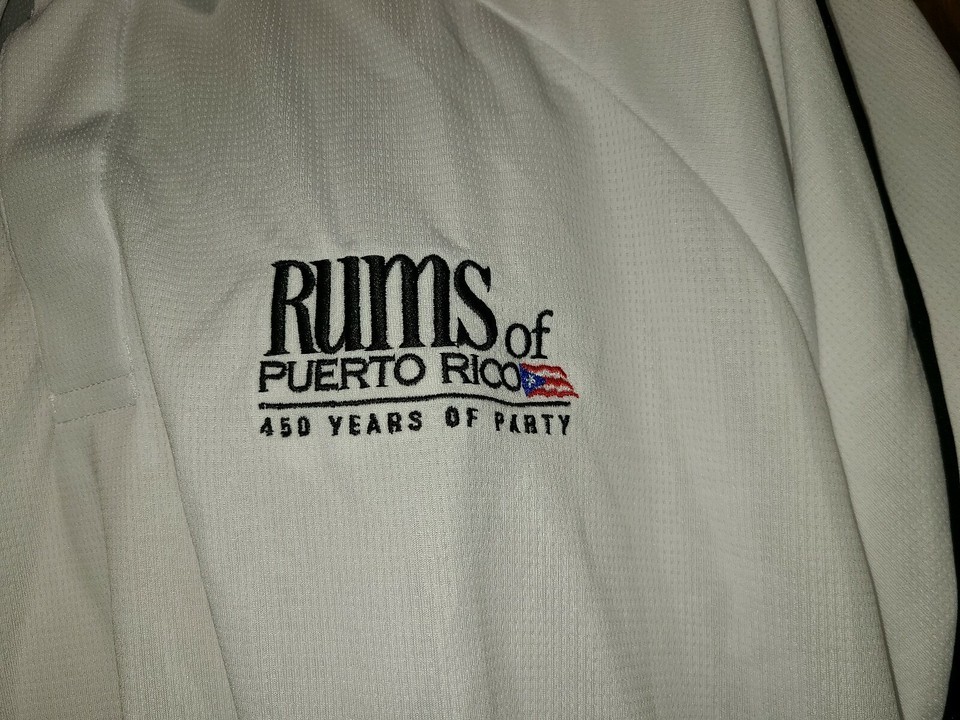 Rums of
PUERTO RICO
450 YEARS OF PARTY